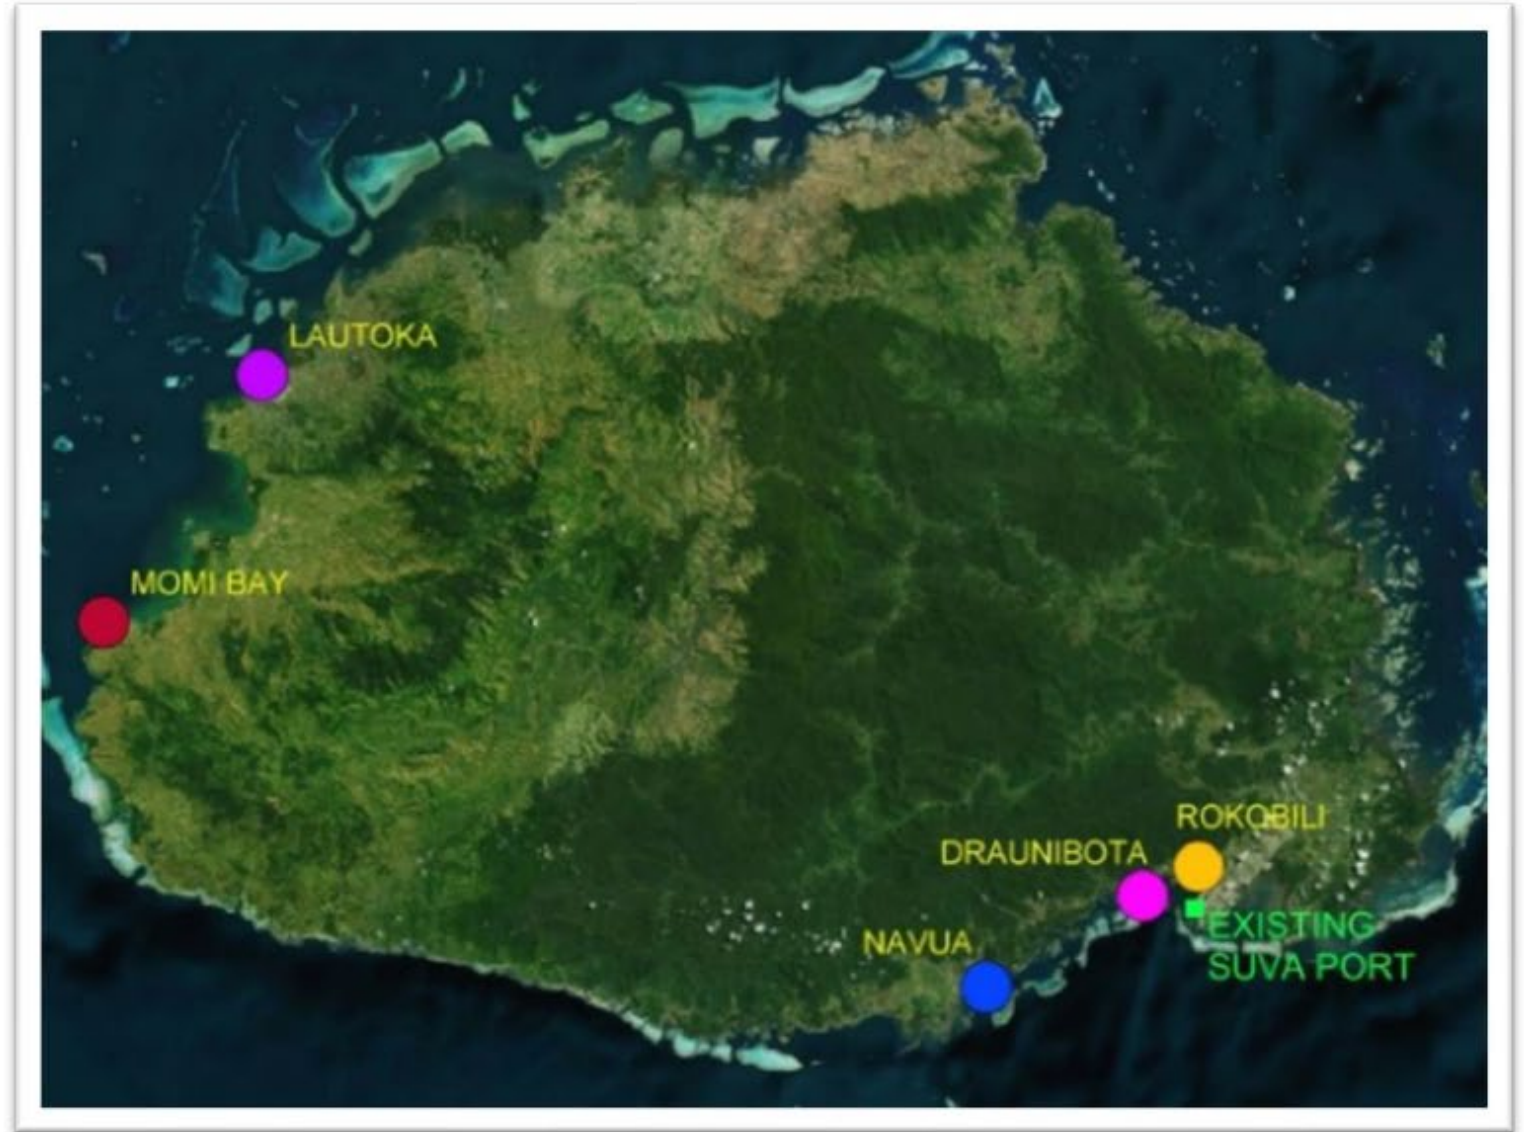 LAUTOKA
MOMI BAY
ROKOBILI
DRAUNIBOTA
EXISTING
SUVA PORT
NAVUA